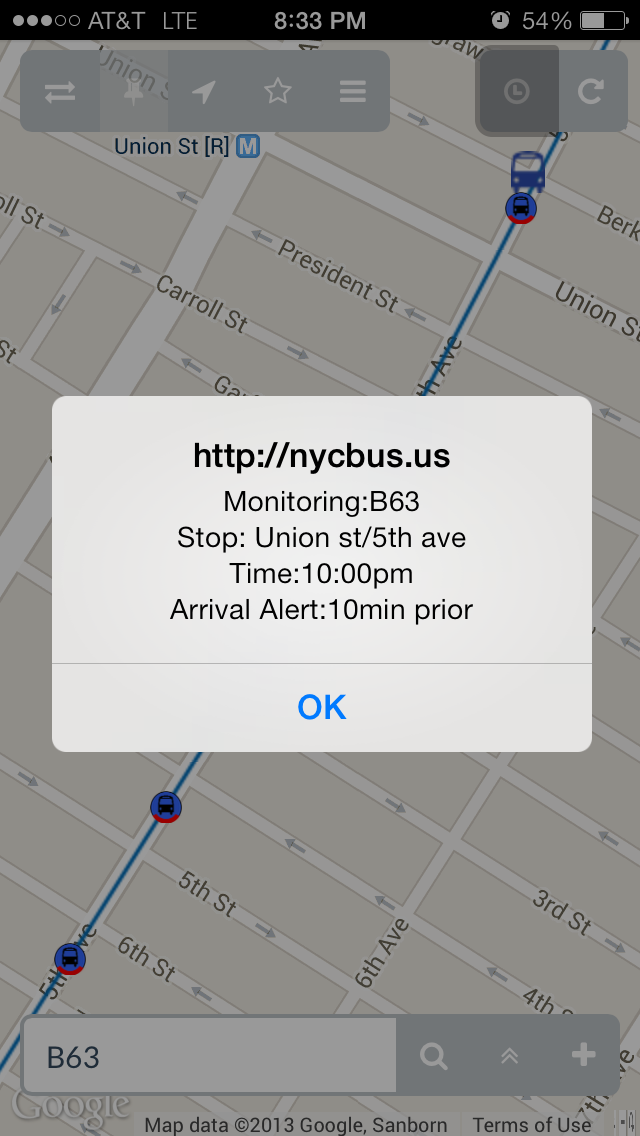 AT&T LTE 8:33 PM 54%
Union S
Union St [R] M
oll St
Berk
President St
Carroll St
Union St
St
Ga
th Ave
http://nycbus.us
Monitoring:B63
Stop: Union st/5th ave
Time:10:00pm
Arrival Alert:10min prior
OK
5th St
3rd St
5th Ave
6th St
6th Ave
4th S
B63
7th
Google
Map data ©2013 Google, Sanborn Terms of Use